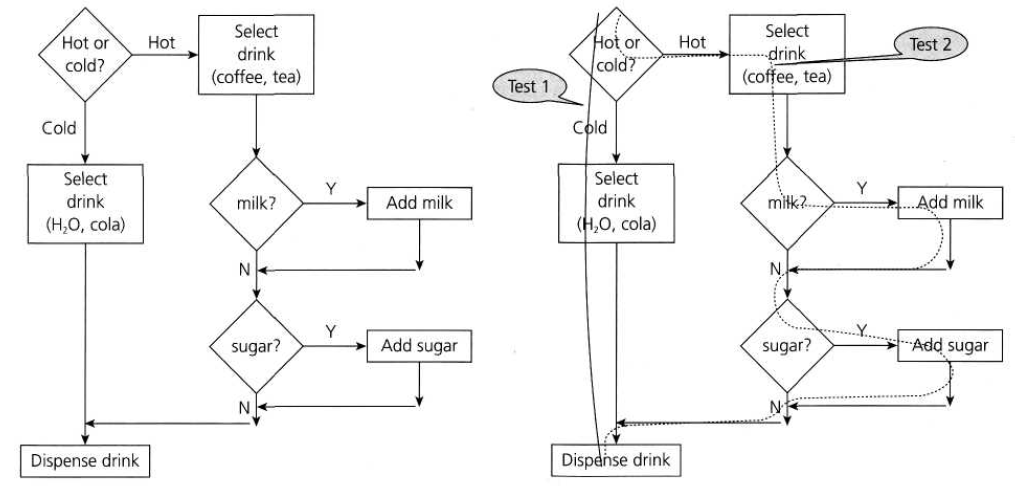 Hot or
cold?
Hot
Select
drink
(coffee, tea)
Cold
Select
drink
(H₂O, cola)
milk?
Y
Add milk
N
sugar?
Y
Add sugar
N
Dispense drink
Hot or
cold?
Hot
Select
drink
(coffee, tea)
Test 2
Test 1
Cold
Select
drink
(H₂O, cola)
milk?
Y
Add milk
N
sugar?
Y
Add sugar
N
Dispense drink